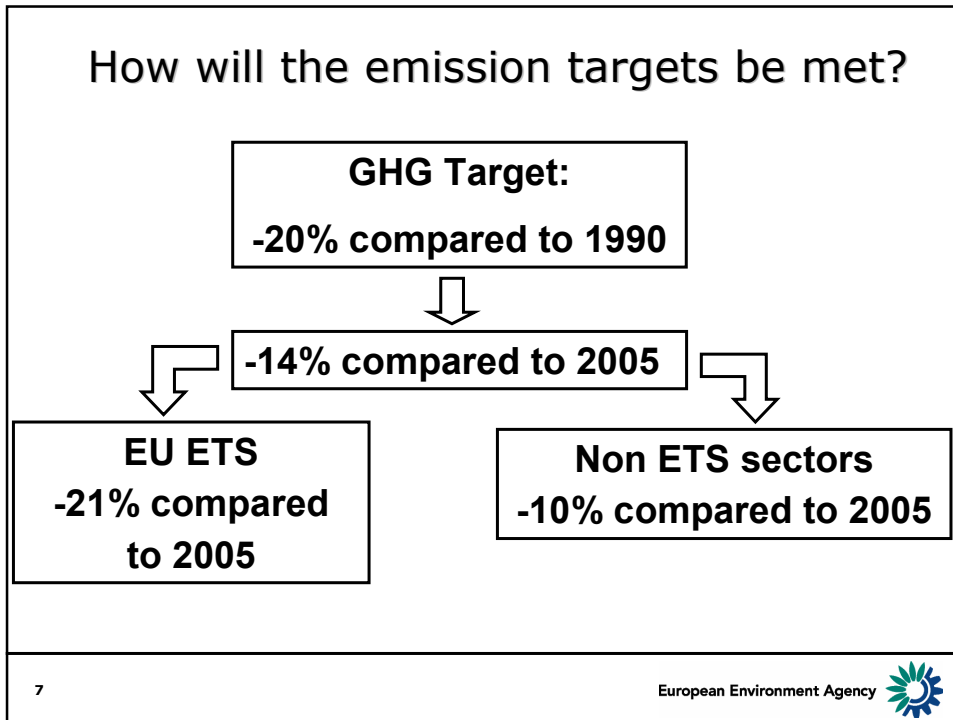 How will the emission targets be met?
GHG Target:
-20% compared to 1990
-14% compared to 2005
EU ETS
-21% compared
to 2005
Non ETS sectors
-10% compared to 2005
7
European Environment Agency